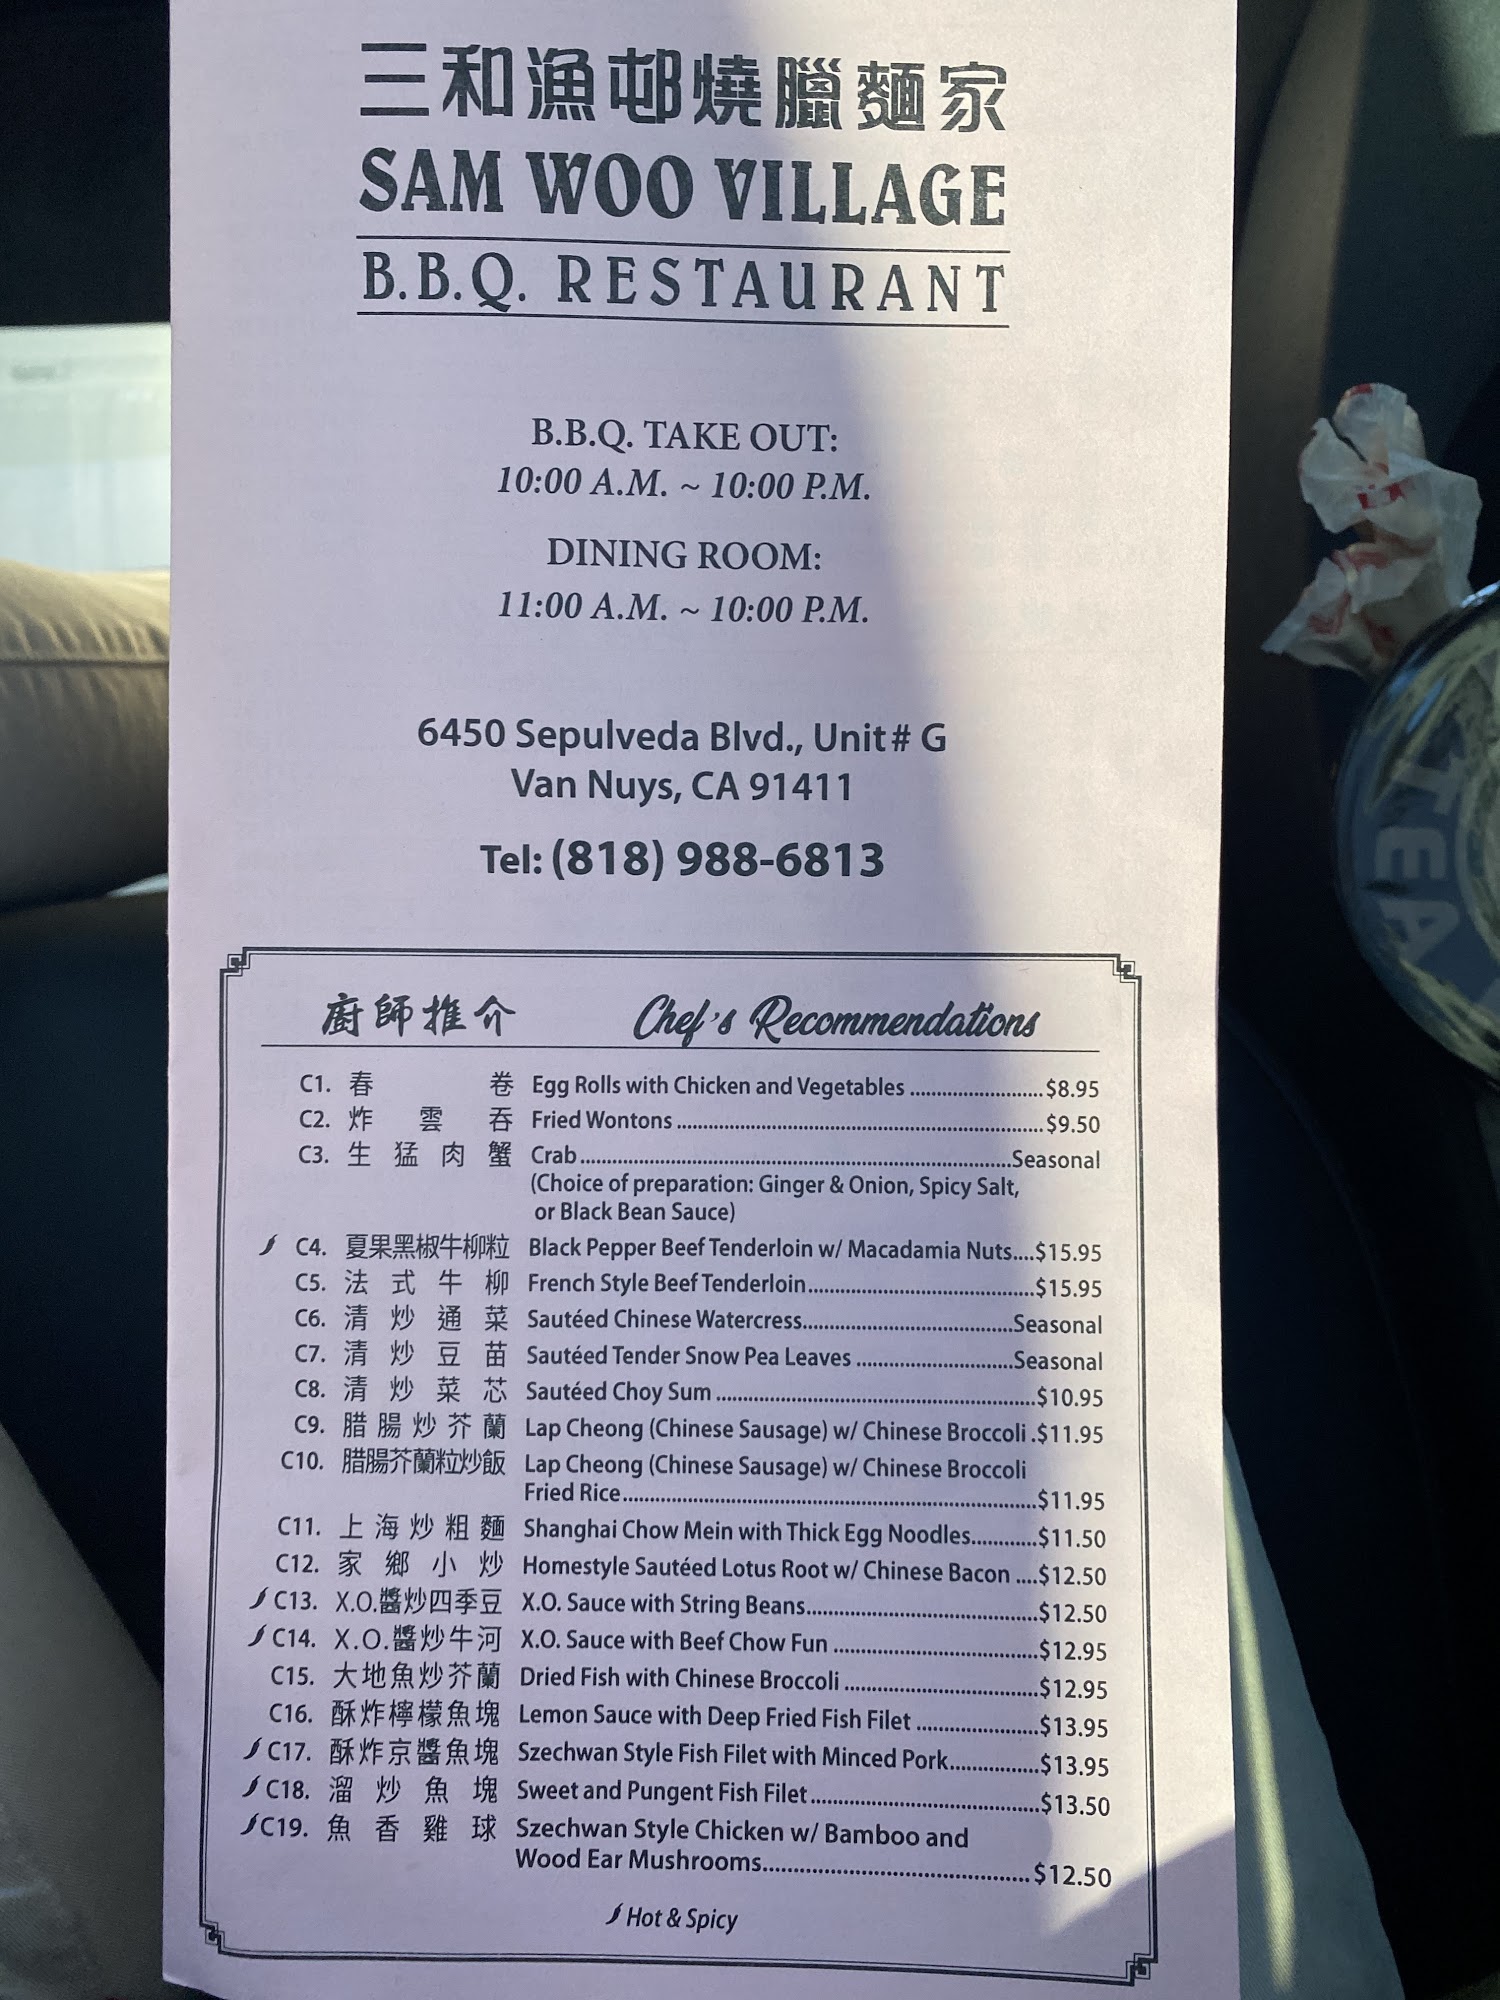 三和漁邨燒臘麵家
SAM WOO VILLAGE
B.B.Q. RESTAURANT
B.B.Q. TAKE OUT:
10:00 A.M. ~ 10:00 P.M.
DINING ROOM:
11:00 A.M. ~ 10:00 P.M.
6450 Sepulveda Blvd., Unit# G
Van Nuys, CA 91411
Tel: (818) 988-6813
廚師推介 Chef's Recommendations
C1. 春卷 Egg Rolls with Chicken and Vegetables $8.95
C2. 炸雲吞 Fried Wontons $9.50
C3. 生猛肉蟹 Crab Seasonal
(Choice of preparation: Ginger & Onion, Spicy Salt,
or Black Bean Sauce)
C4. 夏果黑椒牛柳粒 Black Pepper Beef Tenderloin w/ Macadamia Nuts $15.95
C5. 法式牛柳 French Style Beef Tenderloin $15.95
C6. 清炒通菜 Sautéed Chinese Watercress Seasonal
C7. 清炒豆苗 Sautéed Tender Snow Pea Leaves Seasonal
C8. 清炒菜芯 Sautéed Choy Sum $10.95
C9. 腊腸炒芥蘭 Lap Cheong (Chinese Sausage) w/ Chinese Broccoli $11.95
C10. 腊腸芥蘭粒炒飯 Lap Cheong (Chinese Sausage) w/ Chinese Broccoli
Fried Rice $11.95
C11. 上海炒粗麵 Shanghai Chow Mein with Thick Egg Noodles $11.50
C12. 家鄉小炒 Homestyle Sautéed Lotus Root w/ Chinese Bacon $12.50
C13. X.O.醬炒四季豆 X.O. Sauce with String Beans $12.50
C14. X.O.醬炒牛河 X.O. Sauce with Beef Chow Fun $12.95
C15. 大地魚炒芥蘭 Dried Fish with Chinese Broccoli $12.95
C16. 酥炸檸檬魚塊 Lemon Sauce with Deep Fried Fish Filet $13.95
C17. 酥炸京醬魚塊 Szechwan Style Fish Filet with Minced Pork $13.95
C18. 溜炒魚塊 Sweet and Pungent Fish Filet $13.50
C19. 魚香雞球 Szechwan Style Chicken w/ Bamboo and
Wood Ear Mushrooms $12.50
Hot & Spicy
TEA